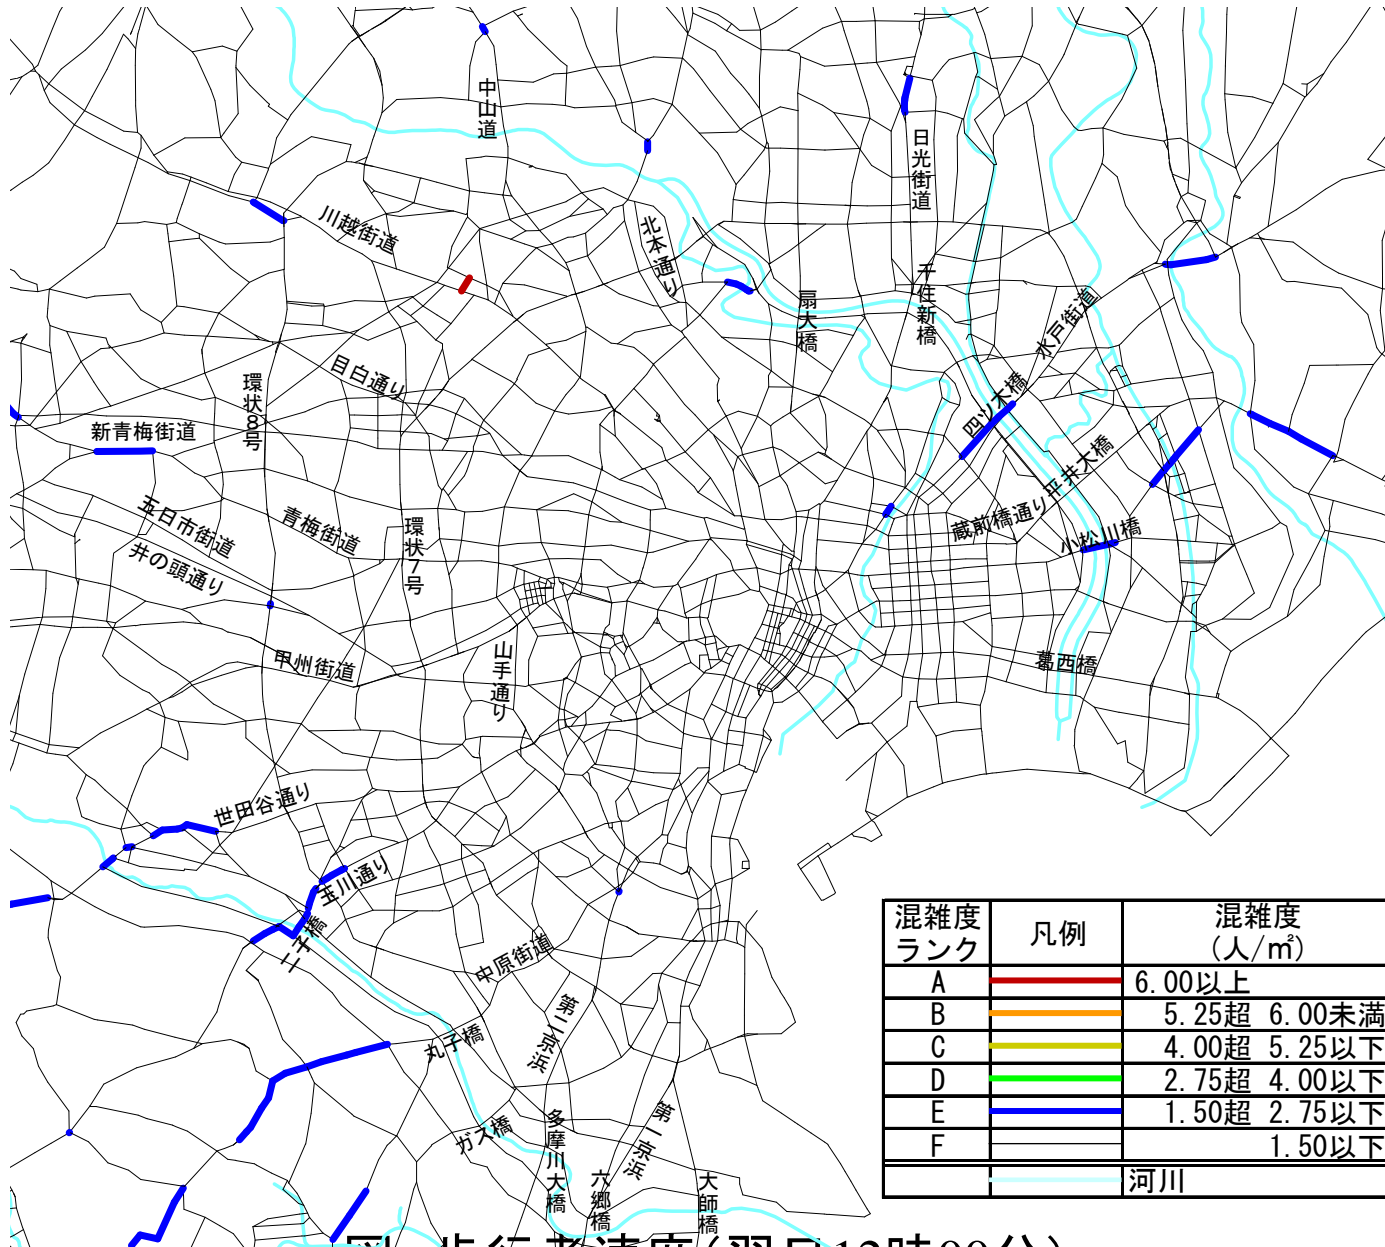 中山道
日光街道
川越街道
北本通り
千住新橋
扇大橋
水戸街道
目白通り
環状8号
四ツ木橋
新青梅街道
平井大橋
五日市街道
青梅街道
環状7号
蔵前橋通り
小松川橋
井の頭通り
甲州街道
山手通り
葛西橋
世田谷通り
玉川通り
二子橋
中原街道
第二京浜
丸子橋
ガス橋
多摩川大橋
第一京浜
六郷橋
大師橋
混雑度ランク 凡例 混雑度(人/㎡)
A 6.00以上
B 5.25超 6.00未満
C 4.00超 5.25以下
D 2.75超 4.00以下
E 1.50超 2.75以下
F 1.50以下
河川